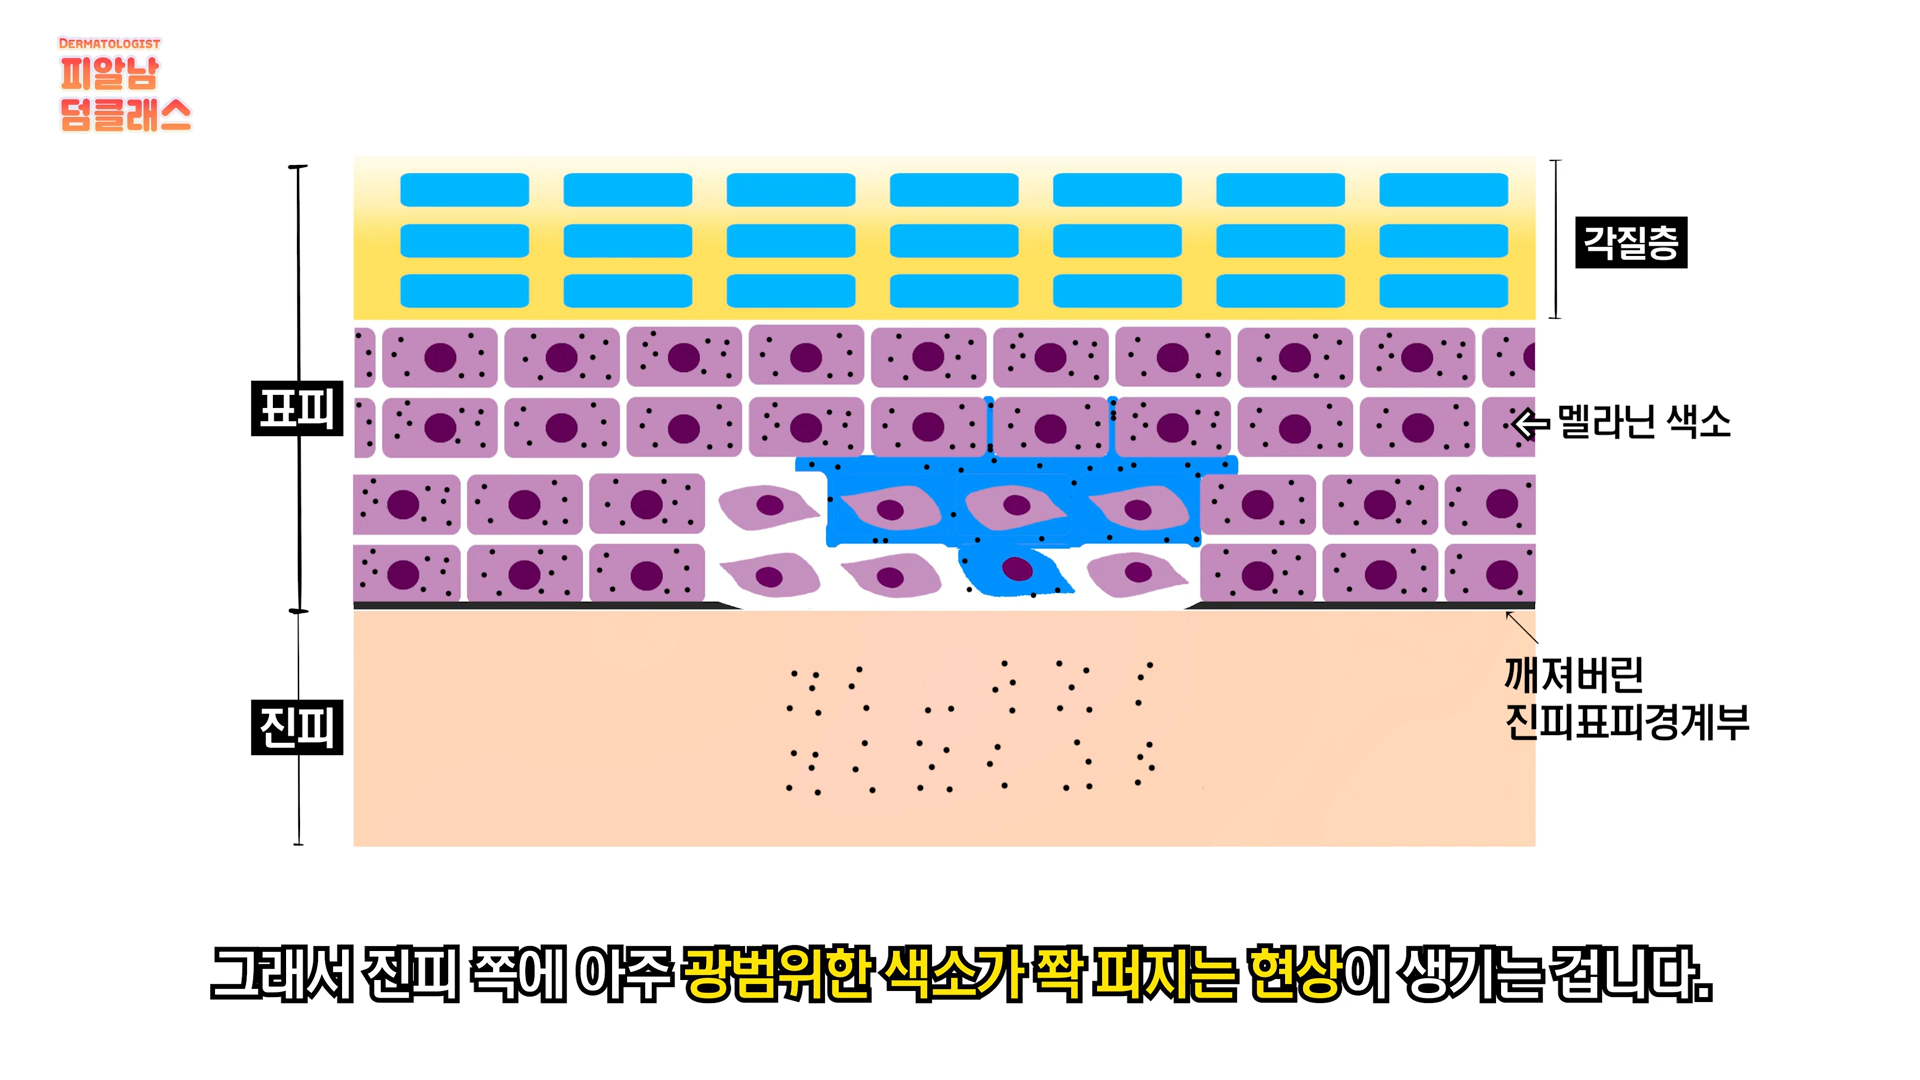 DERMATOLOGIST
피알남
덤클래스
각질층
표피
멜라닌 색소
깨져버린
진피표피경계부
진피
그래서 진피 쪽에 아주 광범위한 색소가 쫙 퍼지는 현상이 생기는 겁니다.